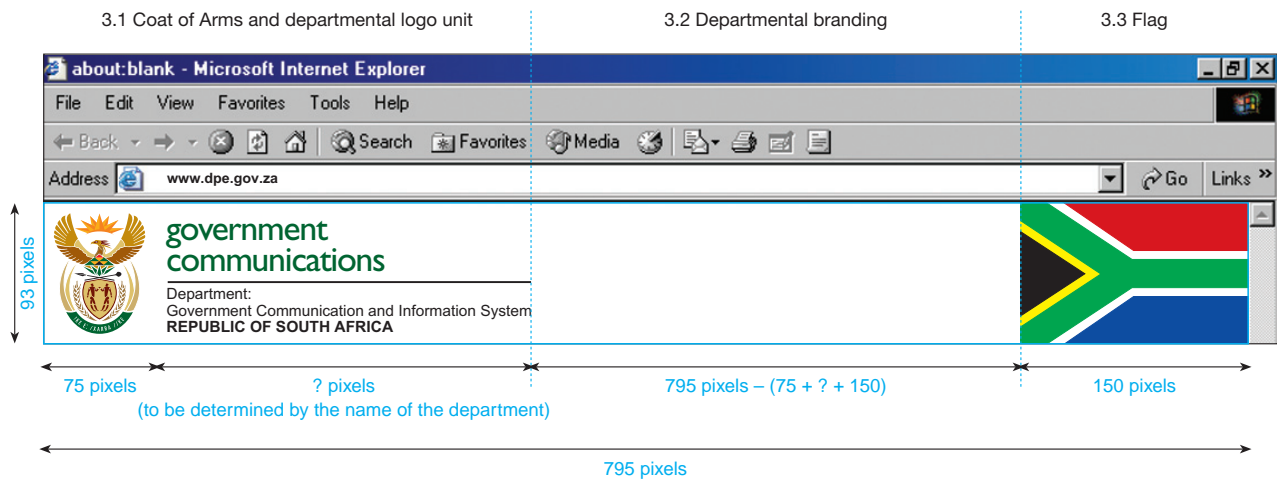 3.1 Coat of Arms and departmental logo unit
3.2 Departmental branding
3.3 Flag
about:blank - Microsoft Internet Explorer
File Edit View Favorites Tools Help
Back Search Favorites Media
Address www.dpe.gov.za Go Links »
93 pixels
government
communications
Department:
Government Communication and Information System
REPUBLIC OF SOUTH AFRICA
75 pixels
? pixels
(to be determined by the name of the department)
795 pixels – (75 + ? + 150)
150 pixels
795 pixels